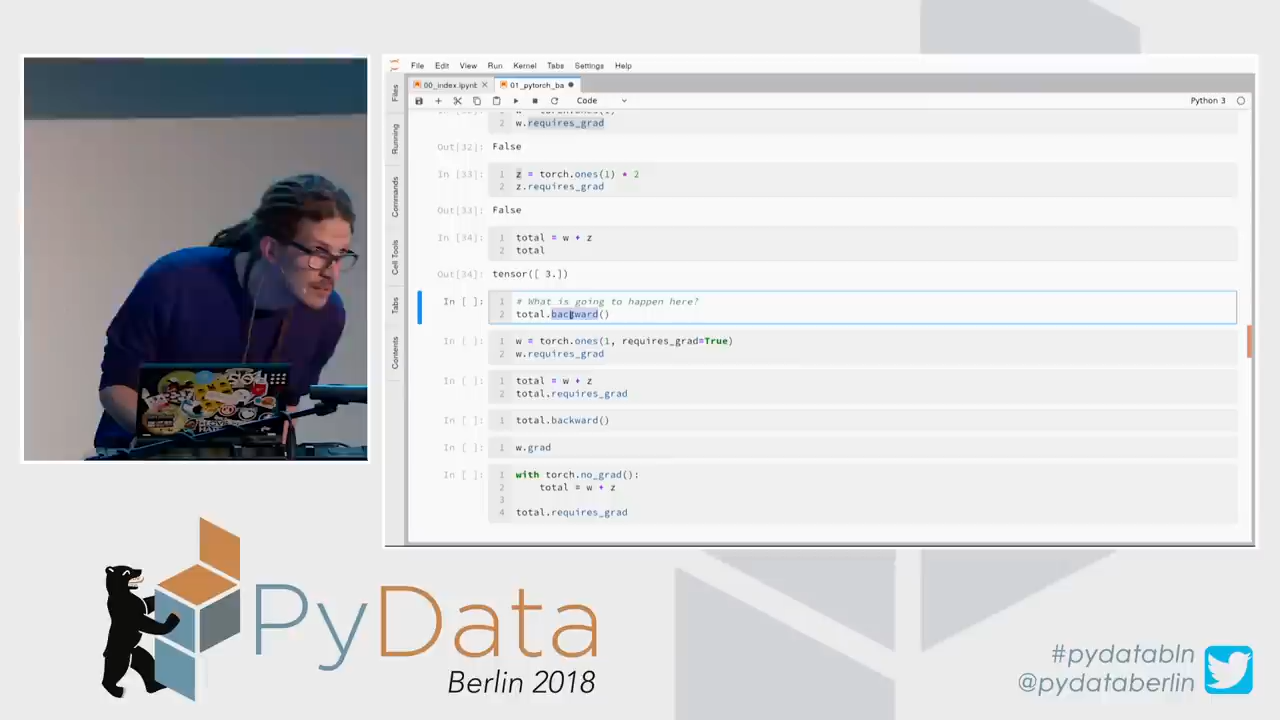 File Edit View Run Kernel Tabs Settings Help
00_index.ipynb × 01_pytorch_ba
Code Python 3
Files
Running
Commands
Cell Tools
Tabs
Contents
2 w.requires_grad
Out[32]: False
In [33]: 1 z = torch.ones(1) * 2
2 z.requires_grad
Out[33]: False
In [34]: 1 total = w + z
2 total
Out[34]: tensor([ 3.])
In [ ]: 1 # What is going to happen here?
2 total.backward()
In [ ]: 1 w = torch.ones(1, requires_grad=True)
2 w.requires_grad
In [ ]: 1 total = w + z
2 total.requires_grad
In [ ]: 1 total.backward()
In [ ]: 1 w.grad
In [ ]: 1 with torch.no_grad():
2 total = w + z
3
4 total.requires_grad
PyData
Berlin 2018
#pydatabln
@pydataberlin